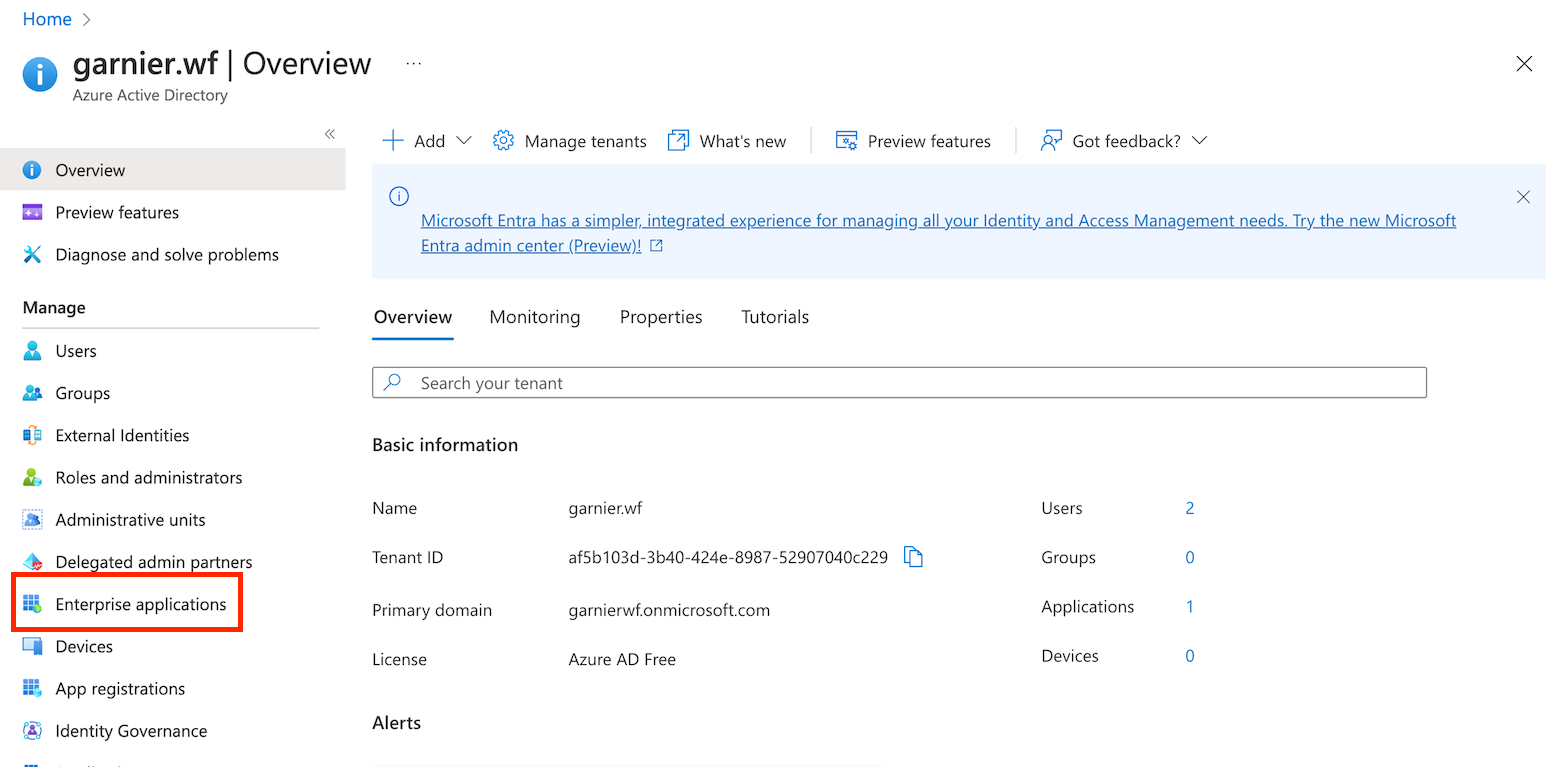 Home
garnier.wf | Overview ...
Azure Active Directory
Overview
Preview features
Diagnose and solve problems
Manage
Users
Groups
External Identities
Roles and administrators
Administrative units
Delegated admin partners
Enterprise applications
Devices
App registrations
Identity Governance
Add
Manage tenants
What's new
Preview features
Got feedback?
Microsoft Entra has a simpler, integrated experience for managing all your Identity and Access Management needs. Try the new Microsoft
Entra admin center (Preview)!
Overview Monitoring Properties Tutorials
Search your tenant
Basic information
Name garnier.wf Users 2
Tenant ID af5b103d-3b40-424e-8987-52907040c229 Groups 0
Primary domain garnierwf.onmicrosoft.com Applications 1
License Azure AD Free Devices 0
Alerts